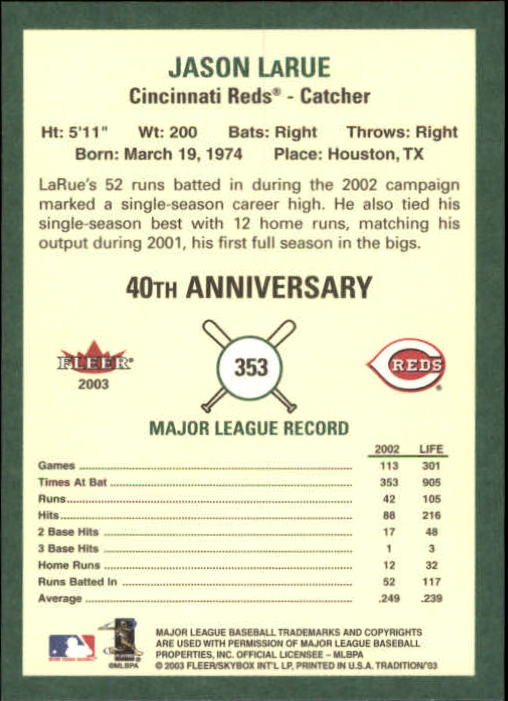 JASON LARUE
Cincinnati Reds® - Catcher
Ht: 5'11" Wt: 200 Bats: Right Throws: Right
Born: March 19, 1974 Place: Houston, TX
LaRue's 52 runs batted in during the 2002 campaign
marked a single-season career high. He also tied his
single-season best with 12 home runs, matching his
output during 2001, his first full season in the bigs.
40TH ANNIVERSARY
FLEER®
2003
353
REDS
®
MAJOR LEAGUE RECORD
2002 LIFE
Games 113 301
Times At Bat 353 905
Runs 42 105
Hits 88 216
2 Base Hits 17 48
3 Base Hits 1 3
Home Runs 12 32
Runs Batted In 52 117
Average .249 .239
©MLBPA
MAJOR LEAGUE BASEBALL TRADEMARKS AND COPYRIGHTS
ARE USED WITH PERMISSION OF MAJOR LEAGUE BASEBALL
PROPERTIES, INC. OFFICIAL LICENSEE – MLBPA
© 2003 FLEER/SKYBOX INT'L LP, PRINTED IN U.S.A. TRADITION/'03